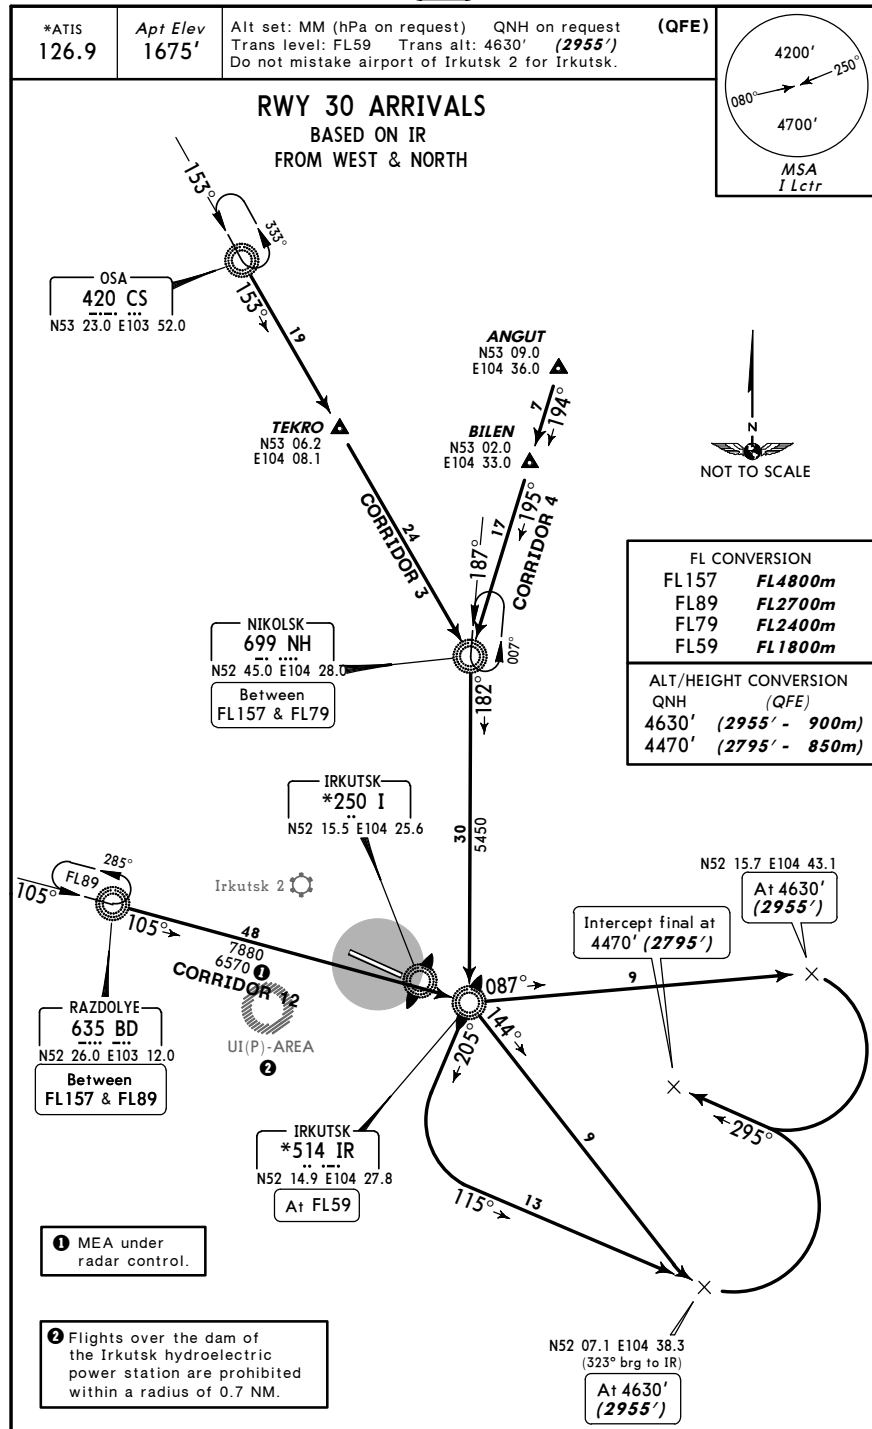 *ATIS
126.9
Apt Elev
1675'
Alt set: MM (hPa on request) QNH on request (QFE)
Trans level: FL59 Trans alt: 4630' (2955')
Do not mistake airport of Irkutsk 2 for Irkutsk.
4200'
250°
080°
4700'
MSA
I Lctr
RWY 30 ARRIVALS
BASED ON IR
FROM WEST & NORTH
153°
333°
OSA
420 CS
N53 23.0 E103 52.0
153°
19
ANGUT
N53 09.0
E104 36.0
7
194°
TEKRO
N53 06.2
E104 08.1
BILEN
N53 02.0
E104 33.0
N
NOT TO SCALE
CORRIDOR 3
24
195°
17
CORRIDOR 4
187°
007°
FL CONVERSION
FL157 FL4800m
FL89 FL2700m
FL79 FL2400m
FL59 FL1800m
ALT/HEIGHT CONVERSION
QNH (QFE)
4630' (2955' - 900m)
4470' (2795' - 850m)
NIKOLSK
699 NH
N52 45.0 E104 28.0
Between
FL157 & FL79
182°
IRKUTSK
*250 I
N52 15.5 E104 25.6
30
5450
N52 15.7 E104 43.1
At 4630'
(2955')
285°
FL89
105°
Irkutsk 2
105°
48
7880
6570 1
CORRIDOR 12
Intercept final at
4470' (2795')
087°
9
RAZDOLYE
635 BD
N52 26.0 E103 12.0
Between
FL157 & FL89
UI(P)-AREA
2
144°
205°
9
295°
IRKUTSK
*514 IR
N52 14.9 E104 27.8
At FL59
115°
13
1 MEA under
radar control.
2 Flights over the dam of
the Irkutsk hydroelectric
power station are prohibited
within a radius of 0.7 NM.
N52 07.1 E104 38.3
(323° brg to IR)
At 4630'
(2955')